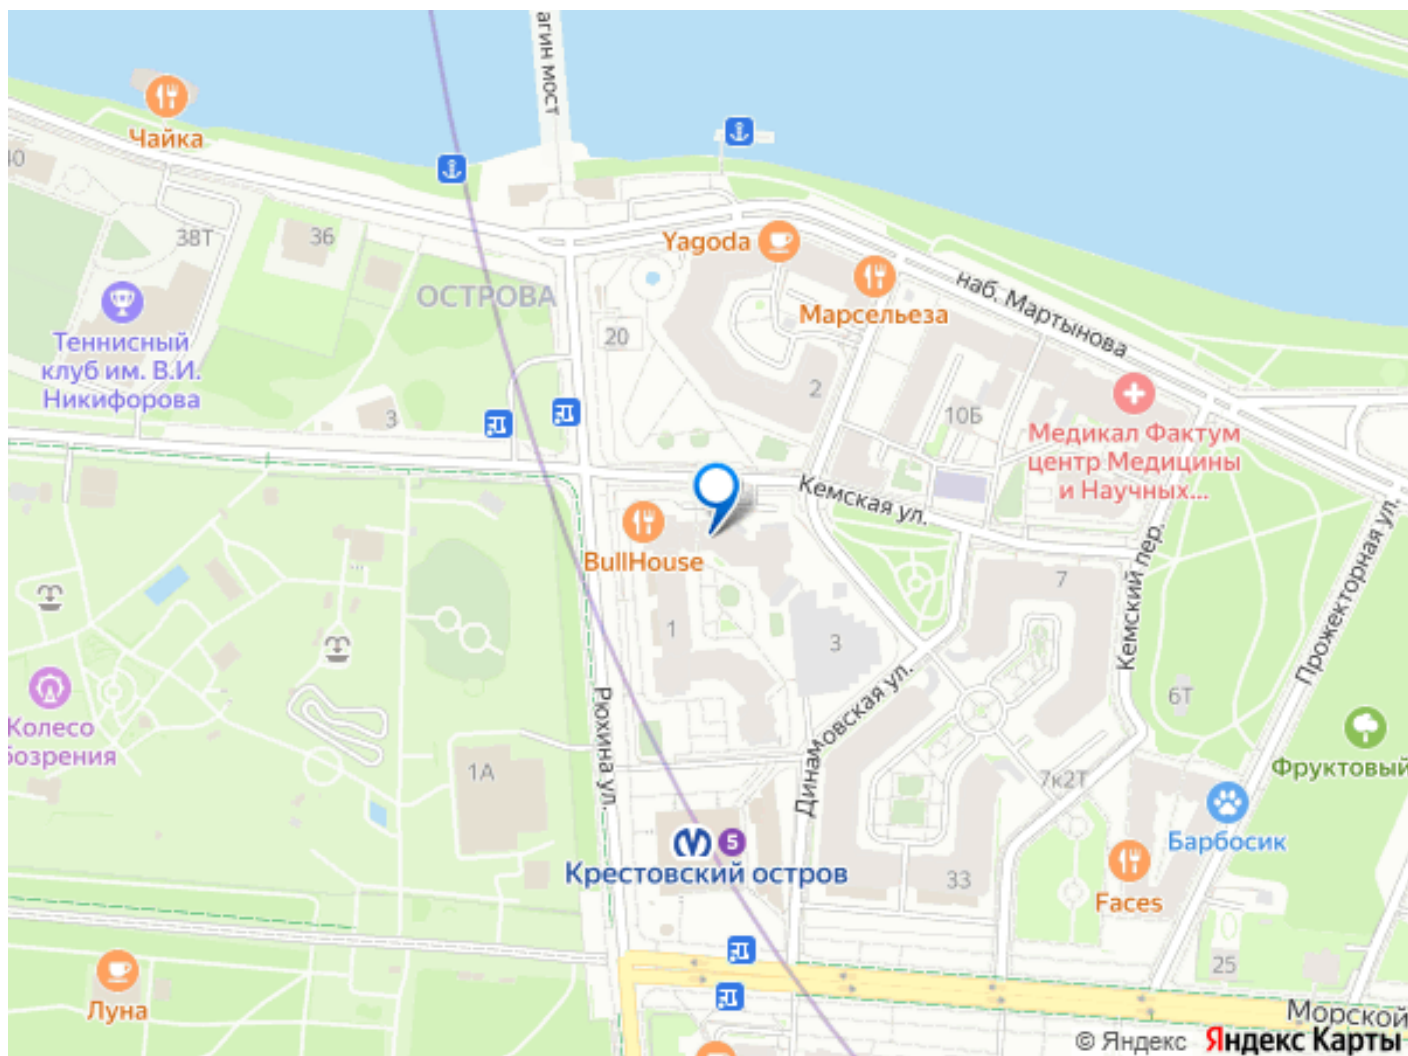 агин мост
Чайка
40
38Т
36
Yagoda
наб. Мартынова
ОСТРОВА
Марсельеза
20
Теннисный
клуб им. В.И.
Никифорова
3
2
10Б
Медикал Фактум
центр Медицины
и Научных...
Кемская ул.
BullHouse
7
Кемский пер.
Прожекторная ул.
1
3
6Т
Колесо
бозрения
Рюхина ул.
Динамовская ул.
1А
7к2Т
Фруктовый
Барбосик
5
Крестовский остров
33
Faces
25
Луна
Морской
© Яндекс Яндекс Карты